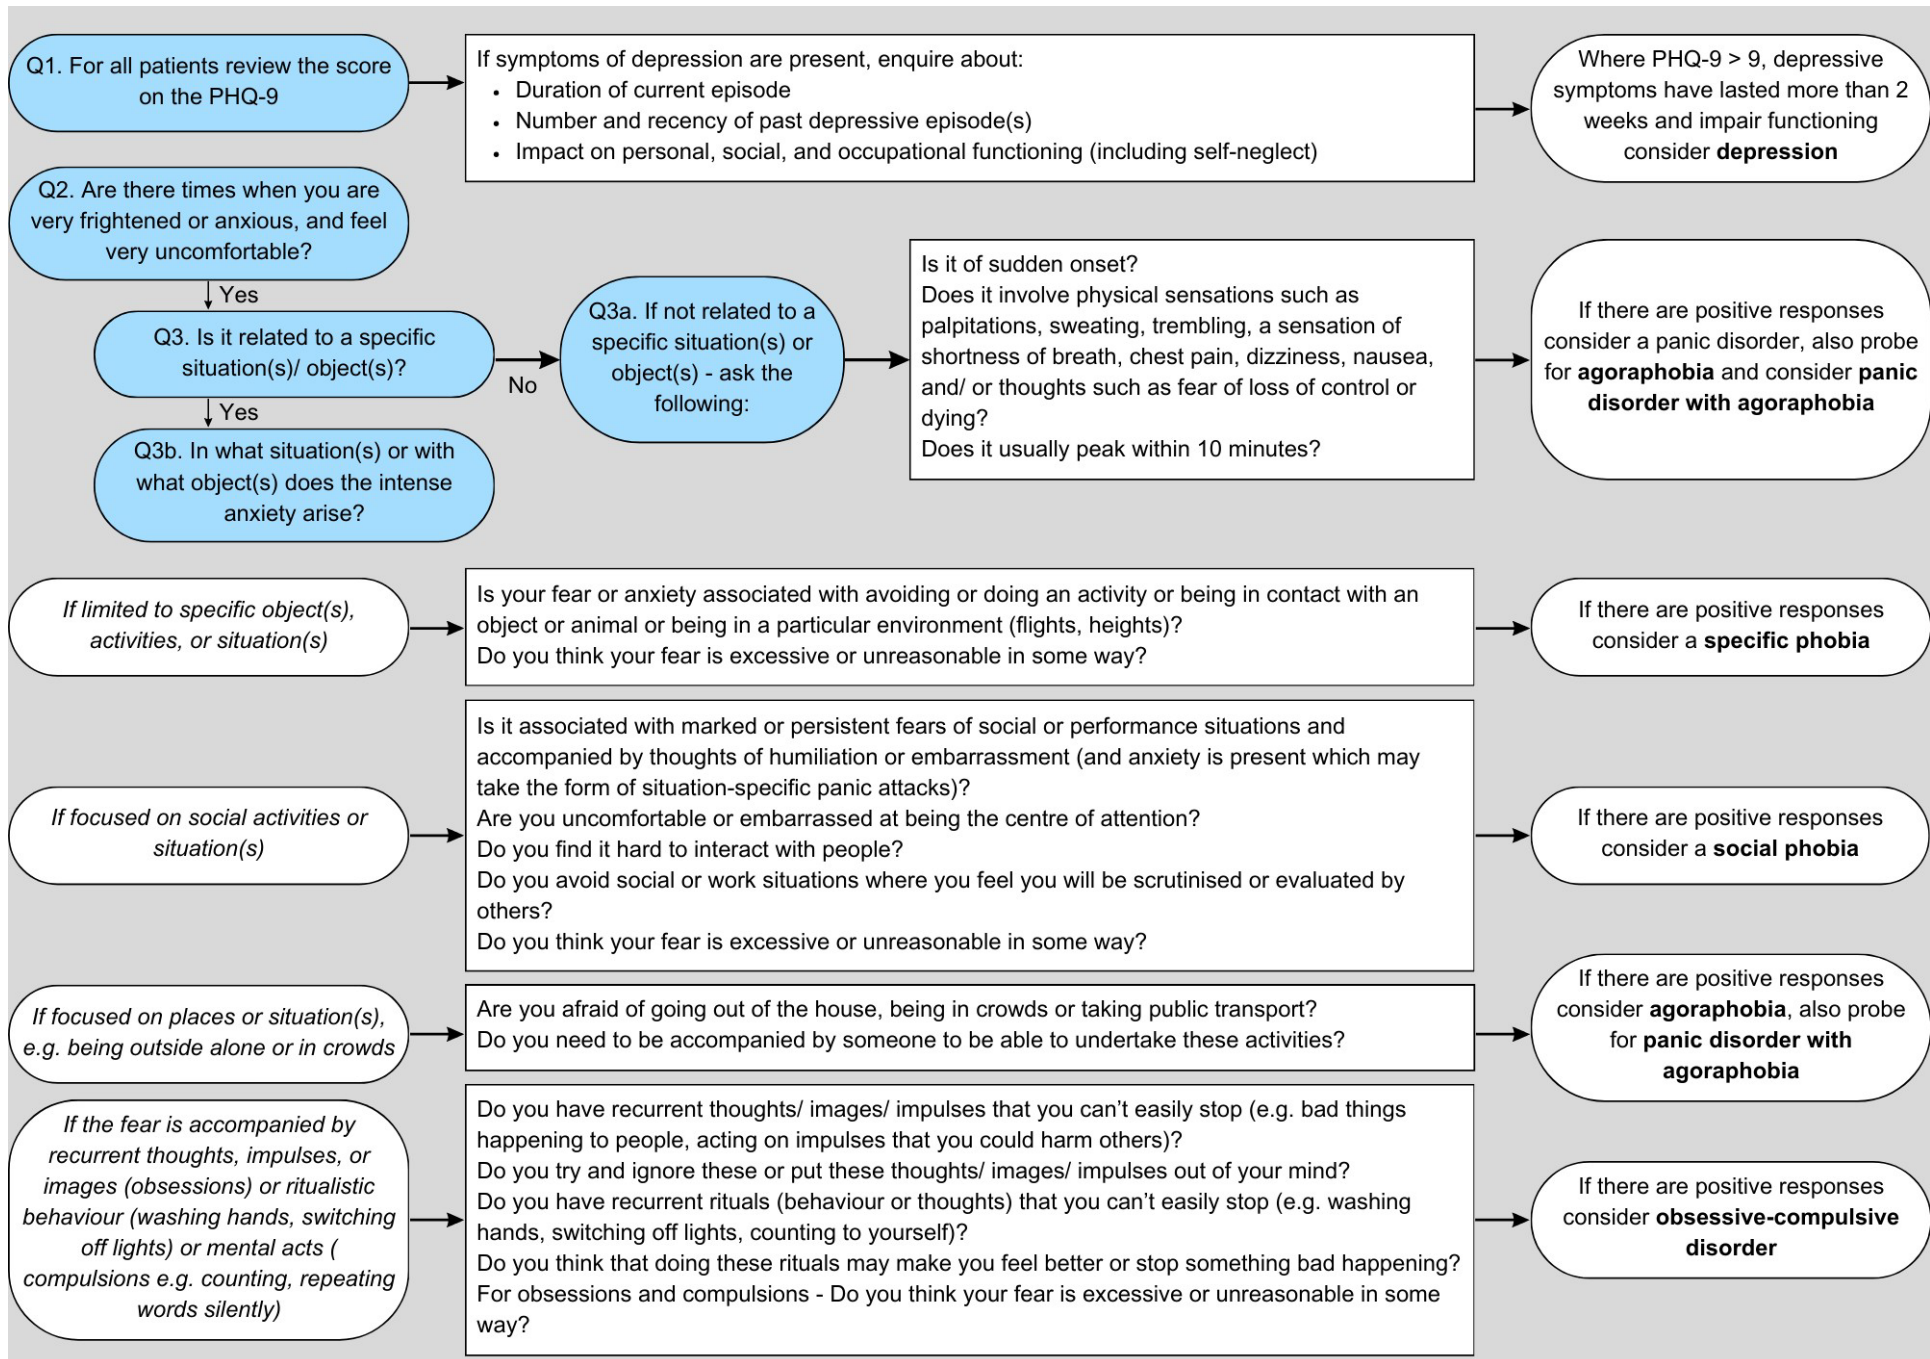 Q1. For all patients review the score
on the PHQ-9
If symptoms of depression are present, enquire about:
• Duration of current episode
• Number and recency of past depressive episode(s)
• Impact on personal, social, and occupational functioning (including self-neglect)
Where PHQ-9 > 9, depressive
symptoms have lasted more than 2
weeks and impair functioning
consider depression
Q2. Are there times when you are
very frightened or anxious, and feel
very uncomfortable?
Yes
Q3. Is it related to a specific
situation(s)/ object(s)?
No
Yes
Q3b. In what situation(s) or with
what object(s) does the intense
anxiety arise?
Q3a. If not related to a
specific situation(s) or
object(s) - ask the
following:
Is it of sudden onset?
Does it involve physical sensations such as
palpitations, sweating, trembling, a sensation of
shortness of breath, chest pain, dizziness, nausea,
and/ or thoughts such as fear of loss of control or
dying?
Does it usually peak within 10 minutes?
If there are positive responses
consider a panic disorder, also probe
for agoraphobia and consider panic
disorder with agoraphobia
If limited to specific object(s),
activities, or situation(s)
Is your fear or anxiety associated with avoiding or doing an activity or being in contact with an
object or animal or being in a particular environment (flights, heights)?
Do you think your fear is excessive or unreasonable in some way?
If there are positive responses
consider a specific phobia
If focused on social activities or
situation(s)
Is it associated with marked or persistent fears of social or performance situations and
accompanied by thoughts of humiliation or embarrassment (and anxiety is present which may
take the form of situation-specific panic attacks)?
Are you uncomfortable or embarrassed at being the centre of attention?
Do you find it hard to interact with people?
Do you avoid social or work situations where you feel you will be scrutinised or evaluated by
others?
Do you think your fear is excessive or unreasonable in some way?
If there are positive responses
consider a social phobia
If focused on places or situation(s),
e.g. being outside alone or in crowds
Are you afraid of going out of the house, being in crowds or taking public transport?
Do you need to be accompanied by someone to be able to undertake these activities?
If there are positive responses
consider agoraphobia, also probe
for panic disorder with
agoraphobia
If the fear is accompanied by
recurrent thoughts, impulses, or
images (obsessions) or ritualistic
behaviour (washing hands, switching
off lights) or mental acts (
compulsions e.g. counting, repeating
words silently)
Do you have recurrent thoughts/ images/ impulses that you can't easily stop (e.g. bad things
happening to people, acting on impulses that you could harm others)?
Do you try and ignore these or put these thoughts/ images/ impulses out of your mind?
Do you have recurrent rituals (behaviour or thoughts) that you can't easily stop (e.g. washing
hands, switching off lights, counting to yourself)?
Do you think that doing these rituals may make you feel better or stop something bad happening?
For obsessions and compulsions - Do you think your fear is excessive or unreasonable in some
way?
If there are positive responses
consider obsessive-compulsive
disorder